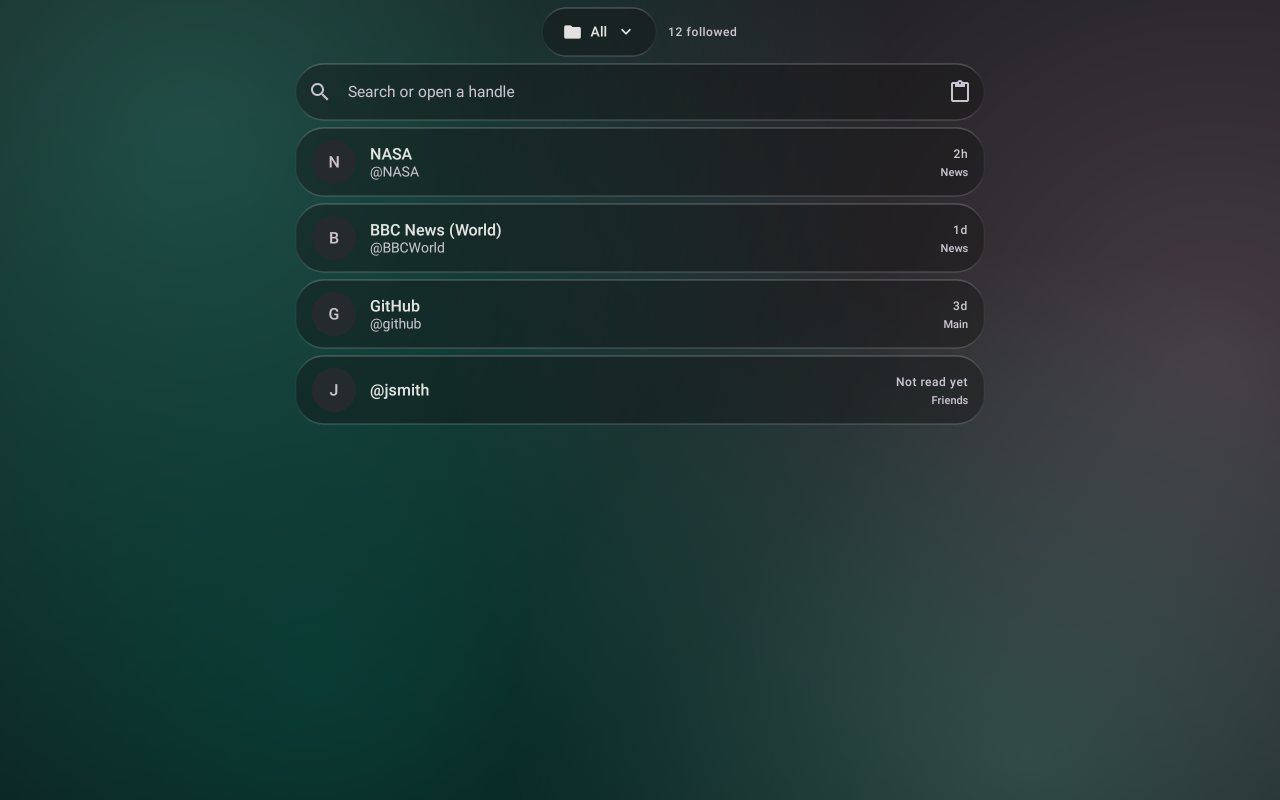 All
12 followed
Search or open a handle
N
NASA
@NASA
2h
News
B
BBC News (World)
@BBCWorld
1d
News
G
GitHub
@github
3d
Main
J
@jsmith
Not read yet
Friends